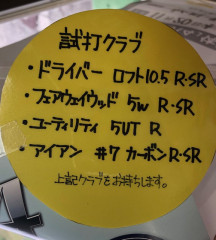 試打クラブ
・ドライバー ロフト10.5 R・SR
・フェアウェイウッド 5W R・SR
・ユーティリティ 5UT R
・アイアン #7 カーボンR・SR
上記クラブをお持ちします。
4